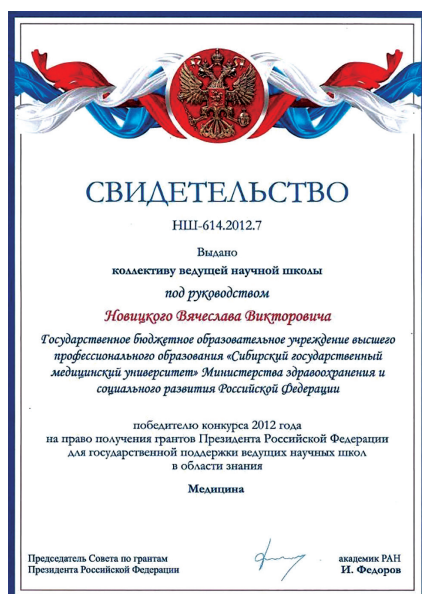 СВИДЕТЕЛЬСТВО
НШ-614.2012.7
Выдано
коллективу ведущей научной школы
под руководством
Новицкого Вячеслава Викторовича
Государственное бюджетное образовательное учреждение высшего
профессионального образования «Сибирский государственный
медицинский университет» Министерства здравоохранения и
социального развития Российской Федерации
победителю конкурса 2012 года
на право получения грантов Президента Российской Федерации
для государственной поддержки ведущих научных школ
в области знания
Медицина
Председатель Совета по грантам
Президента Российской Федерации
академик РАН
И. Федоров